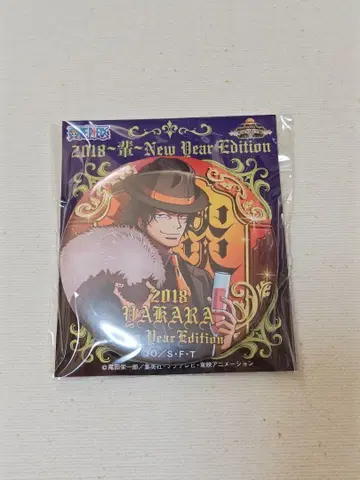 2018~輩~New Year Edition
2018
YAKARA
Year Edition
©尾田栄一郎／集英社・フジテレビ・東映アニメーション